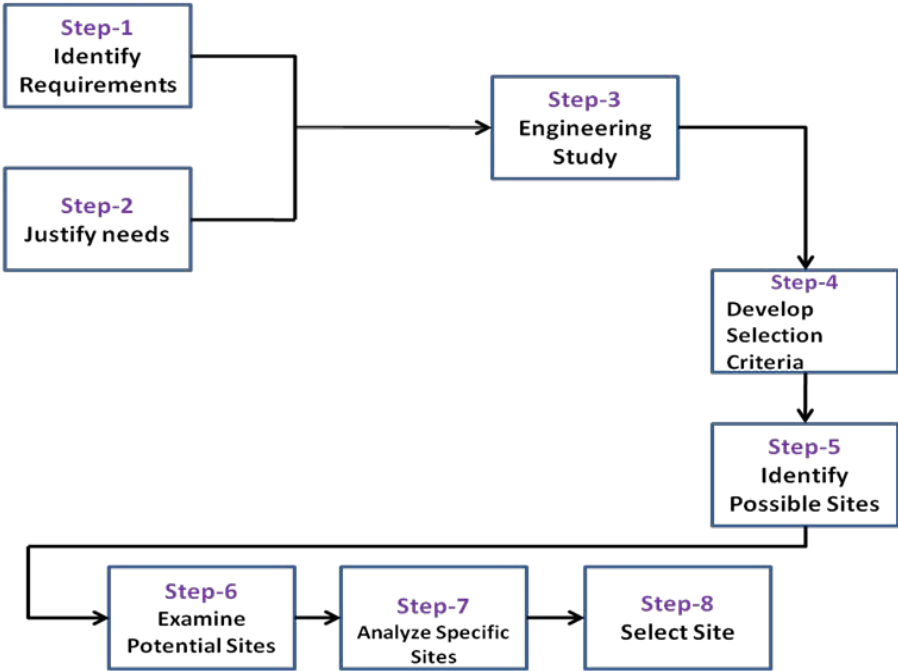 Step-1
Identify
Requirements
Step-2
Justify needs
Step-3
Engineering
Study
Step-4
Develop
Selection
Criteria
Step-5
Identify
Possible Sites
Step-6
Examine
Potential Sites
Step-7
Analyze Specific
Sites
Step-8
Select Site